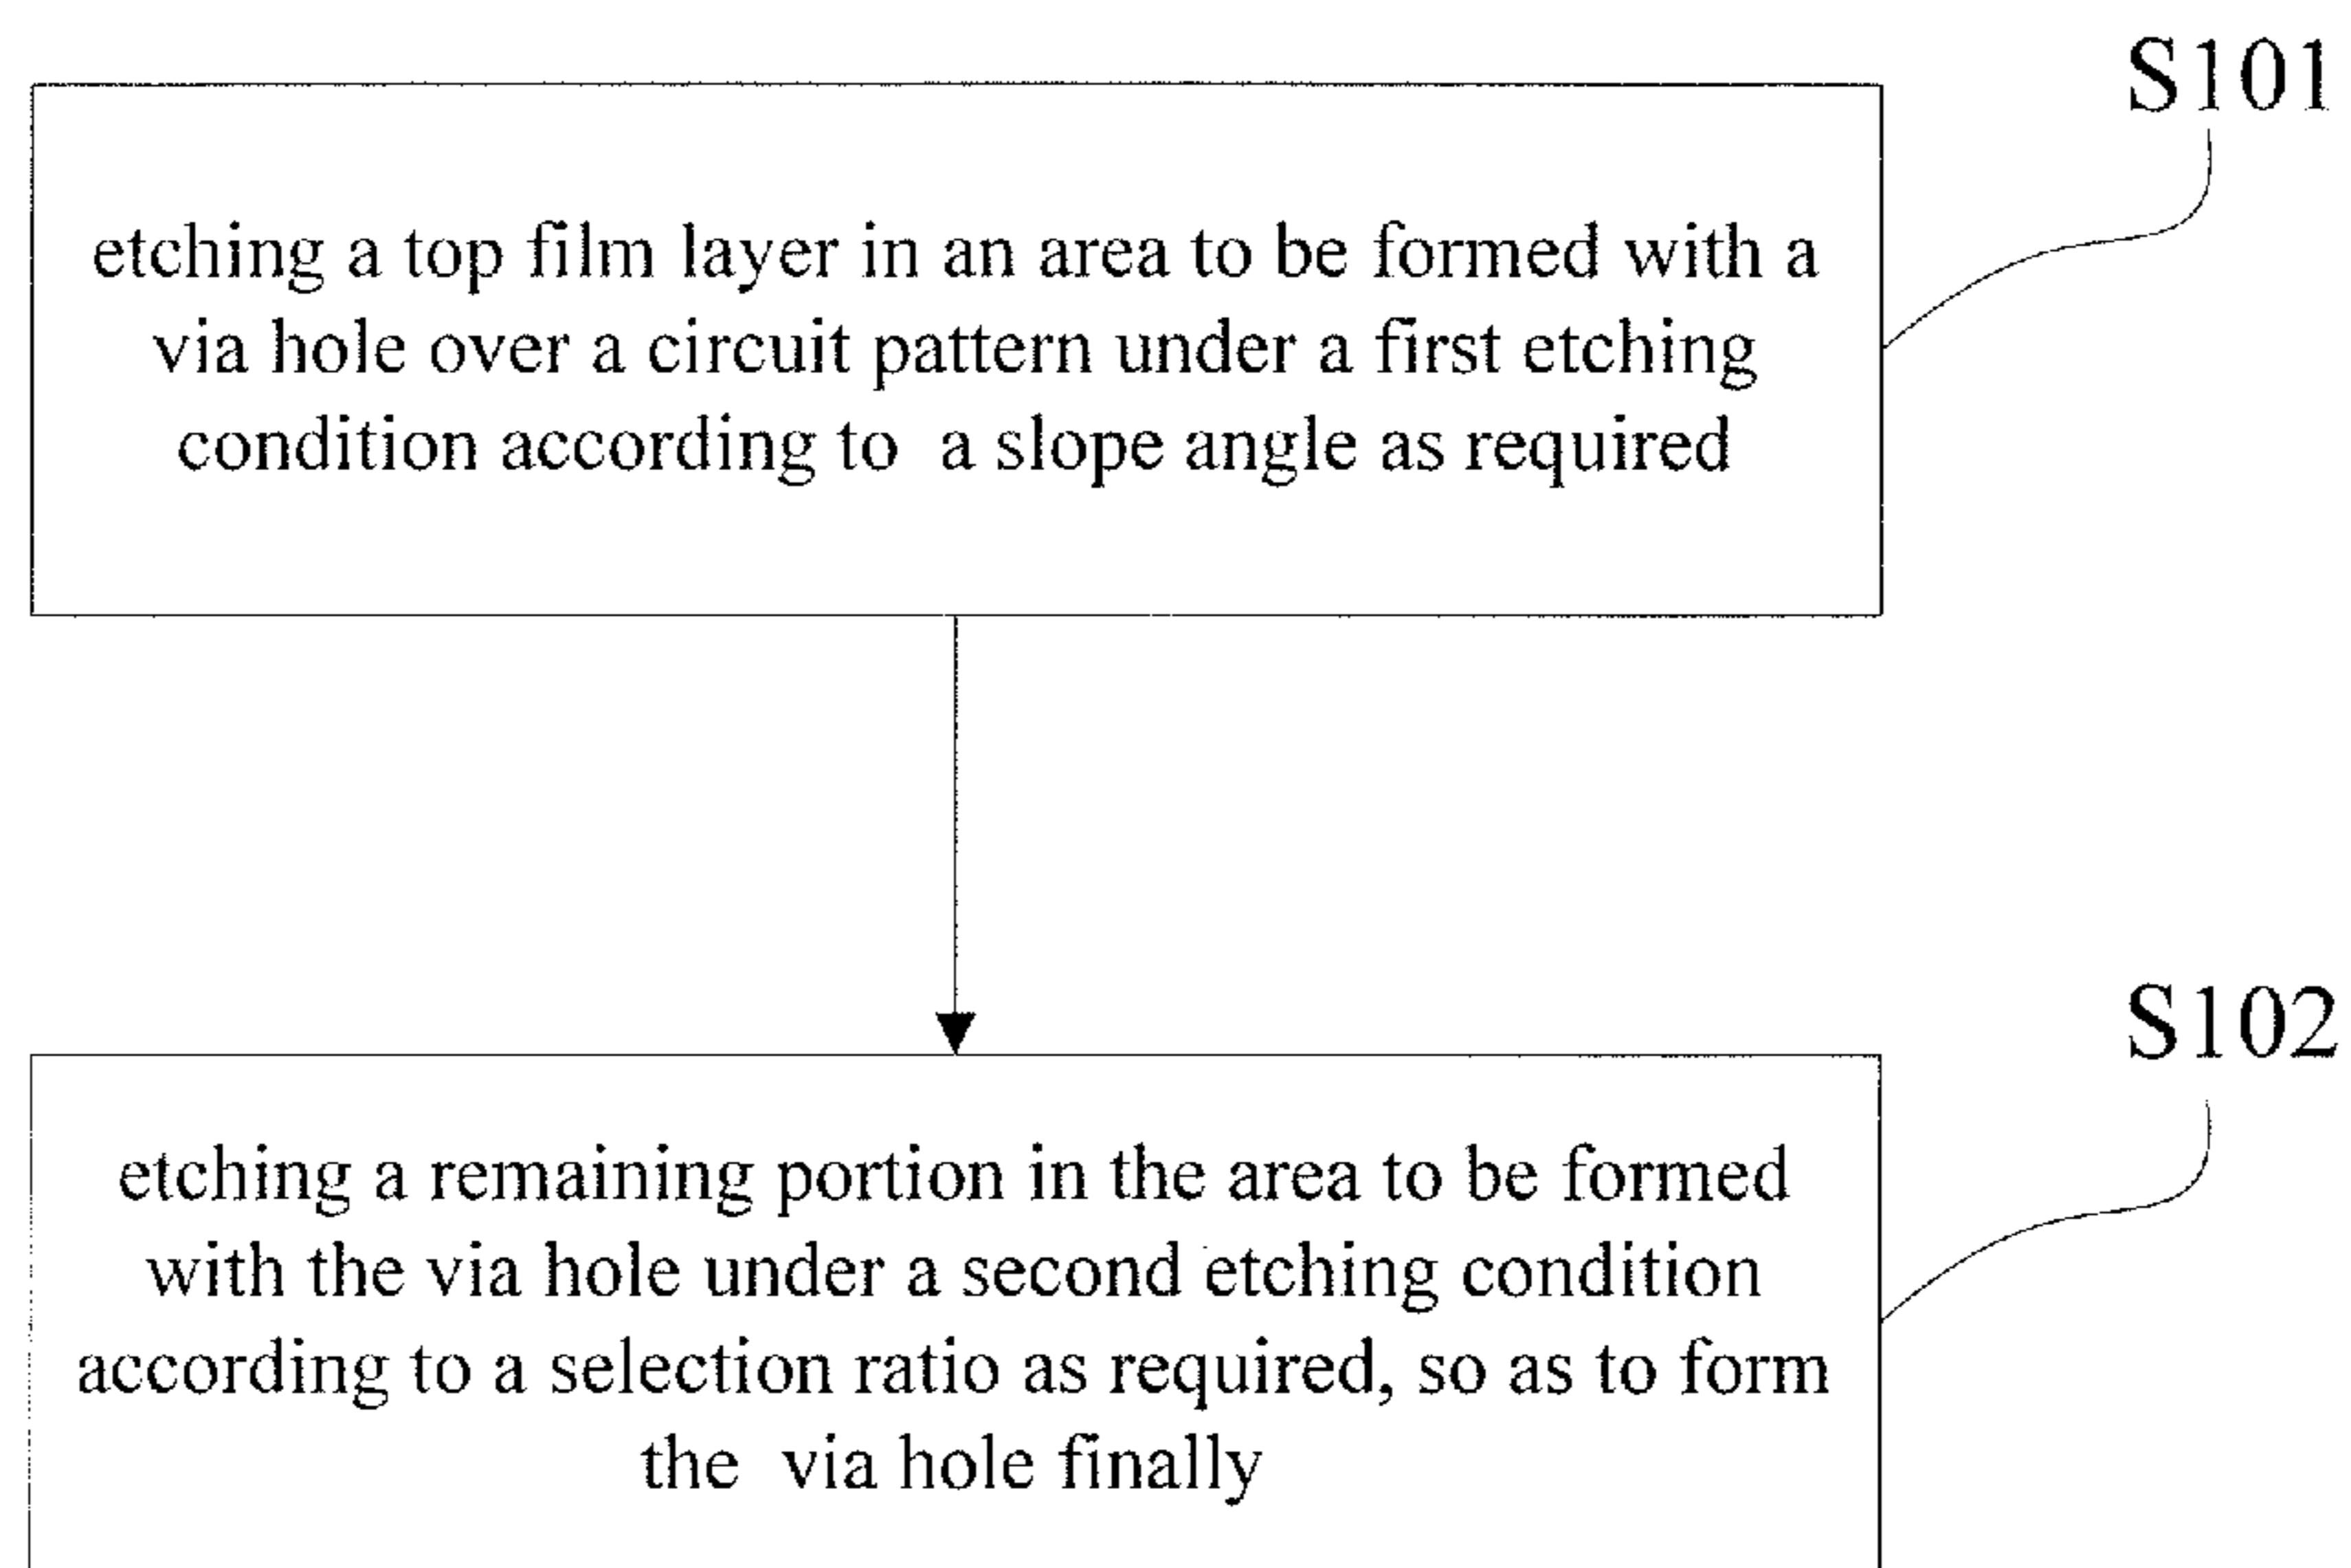 S101
etching a top film layer in an area to be formed with a
via hole over a circuit pattern under a first etching
condition according to a slope angle as required
S102
etching a remaining portion in the area to be formed
with the via hole under a second etching condition
according to a selection ratio as required, so as to form
the via hole finally